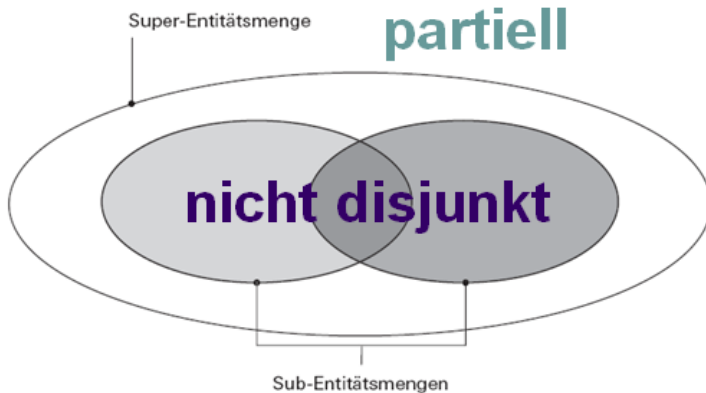 Super-Entitätsmenge
partiell
nicht disjunkt
Sub-Entitätsmengen